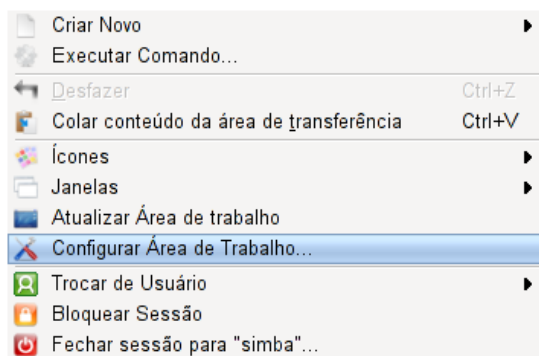 Criar Novo
Executar Comando...
Desfazer Ctrl+Z
Colar conteúdo da área de transferência Ctrl+V
Ícones
Janelas
Atualizar Área de trabalho
Configurar Área de Trabalho...
Trocar de Usuário
Bloquear Sessão
Fechar sessão para "simba"...